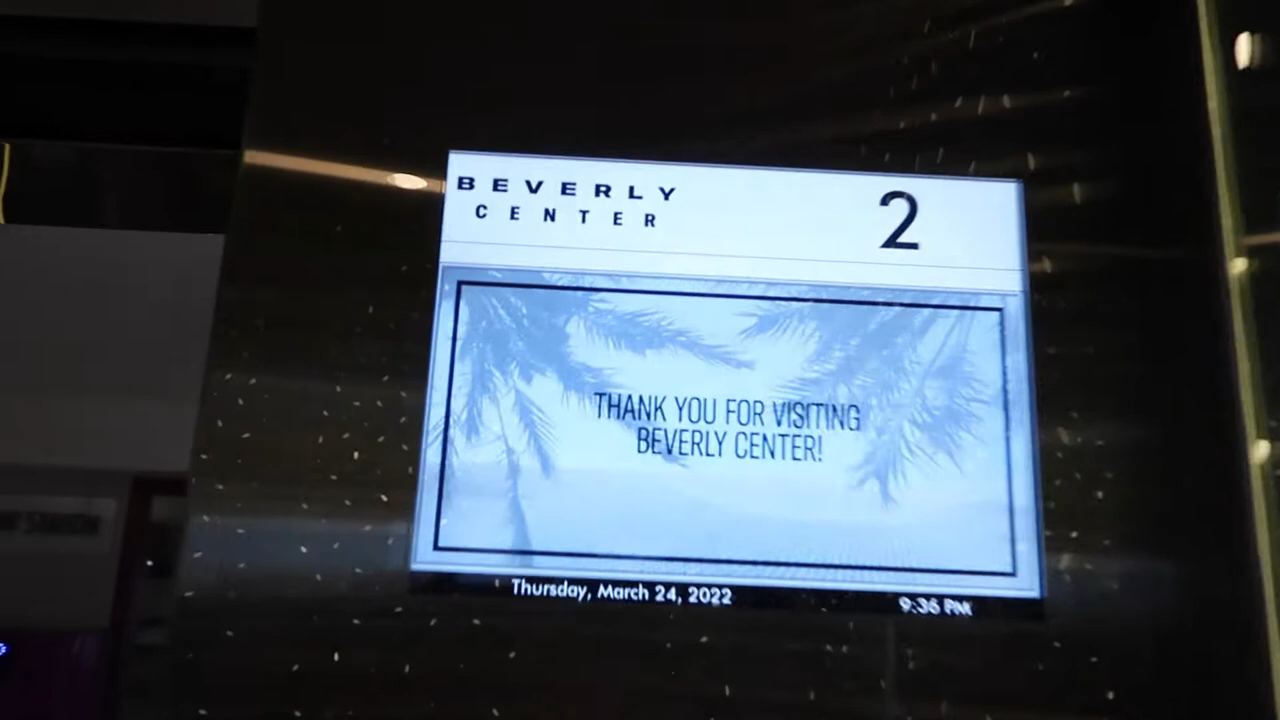 BEVERLY
CENTER
2
THANK YOU FOR VISITING
BEVERLY CENTER!
Thursday, March 24, 2022
9:36 PM